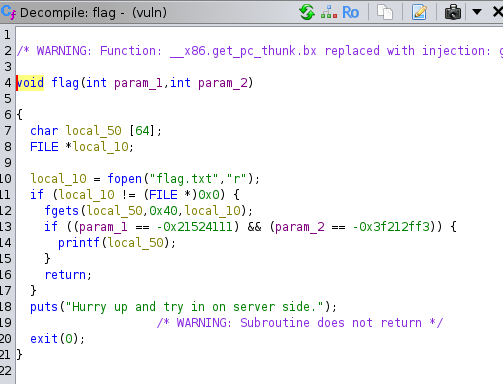 Decompile: flag - (vuln)
Ro
1
2 /* WARNING: Function: __x86.get_pc_thunk.bx replaced with injection: g
3
4 void flag(int param_1,int param_2)
5
6 {
7 char local_50 [64];
8 FILE *local_10;
9
10 local_10 = fopen("flag.txt","r");
11 if (local_10 != (FILE *)0x0) {
12 fgets(local_50,0x40,local_10);
13 if ((param_1 == -0x21524111) && (param_2 == -0x3f212ff3)) {
14 printf(local_50);
15 }
16 return;
17 }
18 puts("Hurry up and try in on server side.");
19 /* WARNING: Subroutine does not return */
20 exit(0);
21 }
22